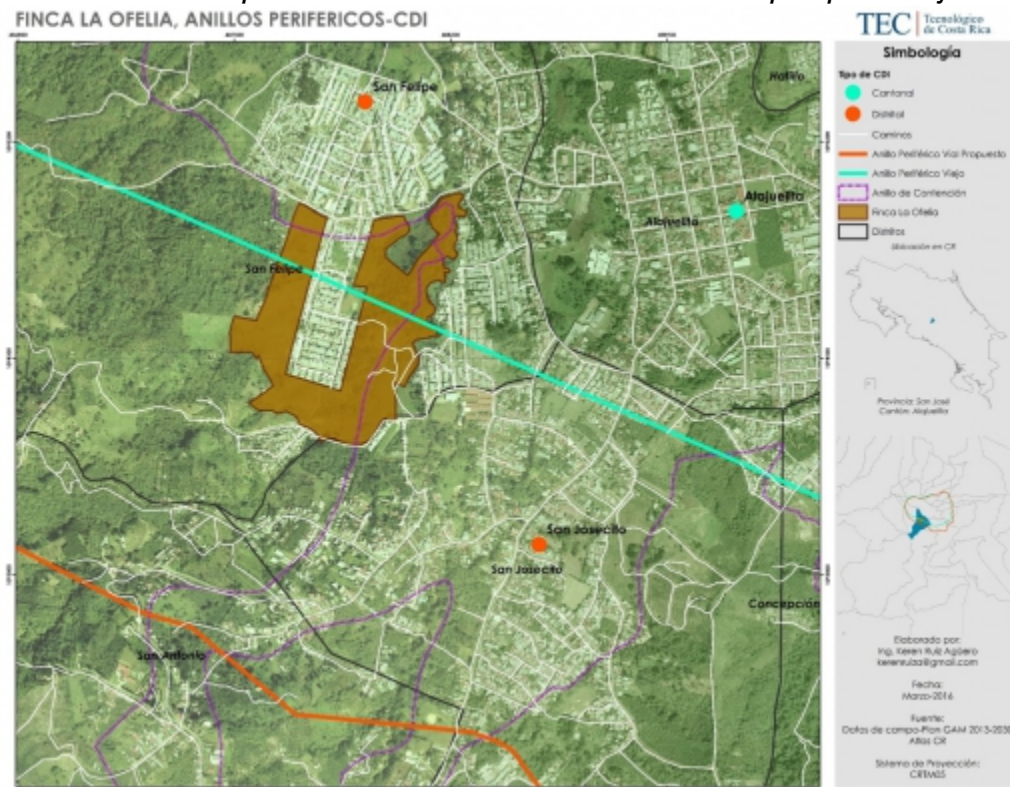 FINCA LA OFELIA, ANILLOS PERIFERICOS-CDI
TEC | Tecnológico
de Costa Rica
San Felipe
Hatillo
Alajuelita
Alajuelita
San Felipe
San Josecito
San Josecito
Concepción
San Antonio
Simbología
Tipo de CDI
Cantonal
Distrital
Caminos
Anillo Periférico Vial Propuesto
Anillo Periférico Viejo
Anillo de Contención
Finca La Ofelia
Distritos
Ubicación en CR
Provincia: San José
Cantón: Alajuelita
Elaborado por:
Ing. Keren Ruiz Agüero
kerenruiza@gmail.com
Fecha:
Marzo-2016
Fuente:
Datos de campo-Plan GAM 2013-2030
Atlas CR
Sistema de Proyección:
CRTM05